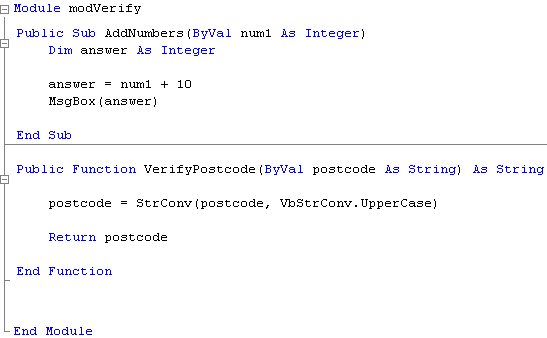 Module modVerify
Public Sub AddNumbers(ByVal num1 As Integer)
Dim answer As Integer
answer = num1 + 10
MsgBox(answer)
End Sub
Public Function VerifyPostcode(ByVal postcode As String) As String
postcode = StrConv(postcode, VbStrConv.UpperCase)
Return postcode
End Function
End Module